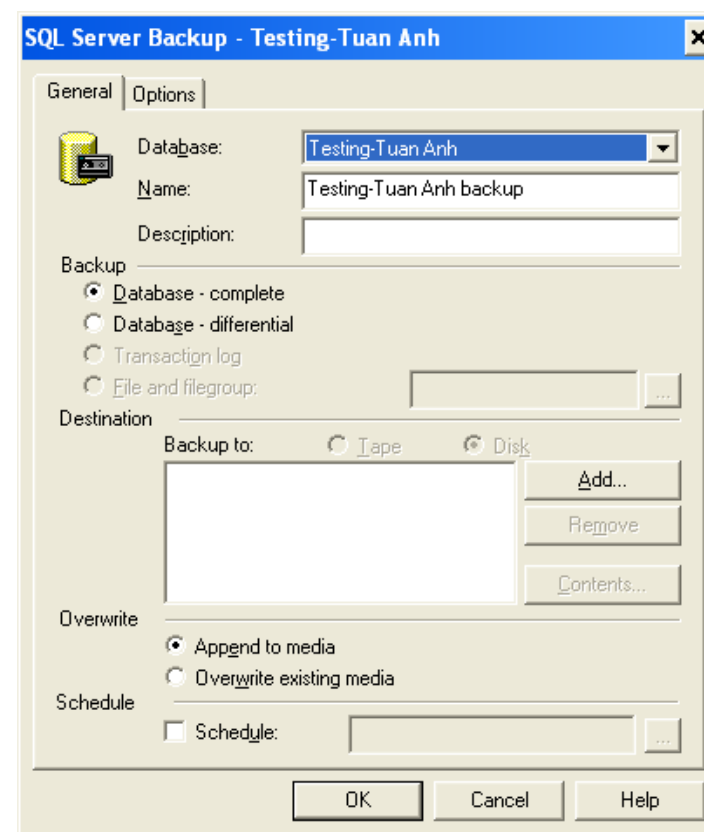 SQL Server Backup - Testing-Tuan Anh
General Options
Database: Testing-Tuan Anh
Name: Testing-Tuan Anh backup
Description:
Backup
Database - complete
Database - differential
Transaction log
File and filegroup: ...
Destination
Backup to: Tape Disk
Add...
Remove
Contents...
Overwrite
Append to media
Overwrite existing media
Schedule
Schedule: ...
OK Cancel Help